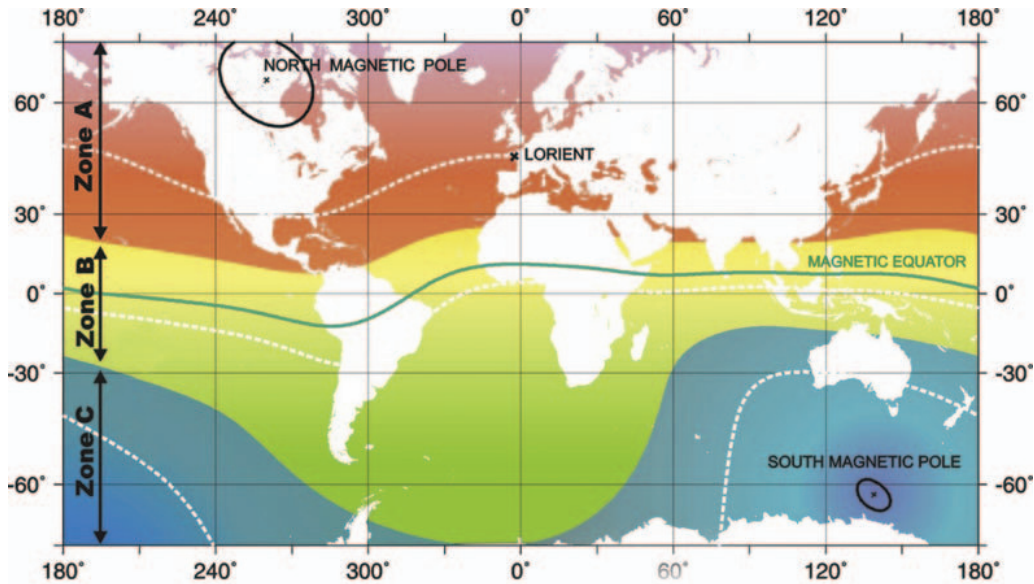 180° 240° 300° 0° 60° 120° 180°
NORTH MAGNETIC POLE
60° 60°
Zone A
LORIENT
30° 30°
MAGNETIC EQUATOR
Zone B
0° 0°
-30° -30°
Zone C
SOUTH MAGNETIC POLE
-60° -60°
180° 240° 300° 0° 60° 120° 180°